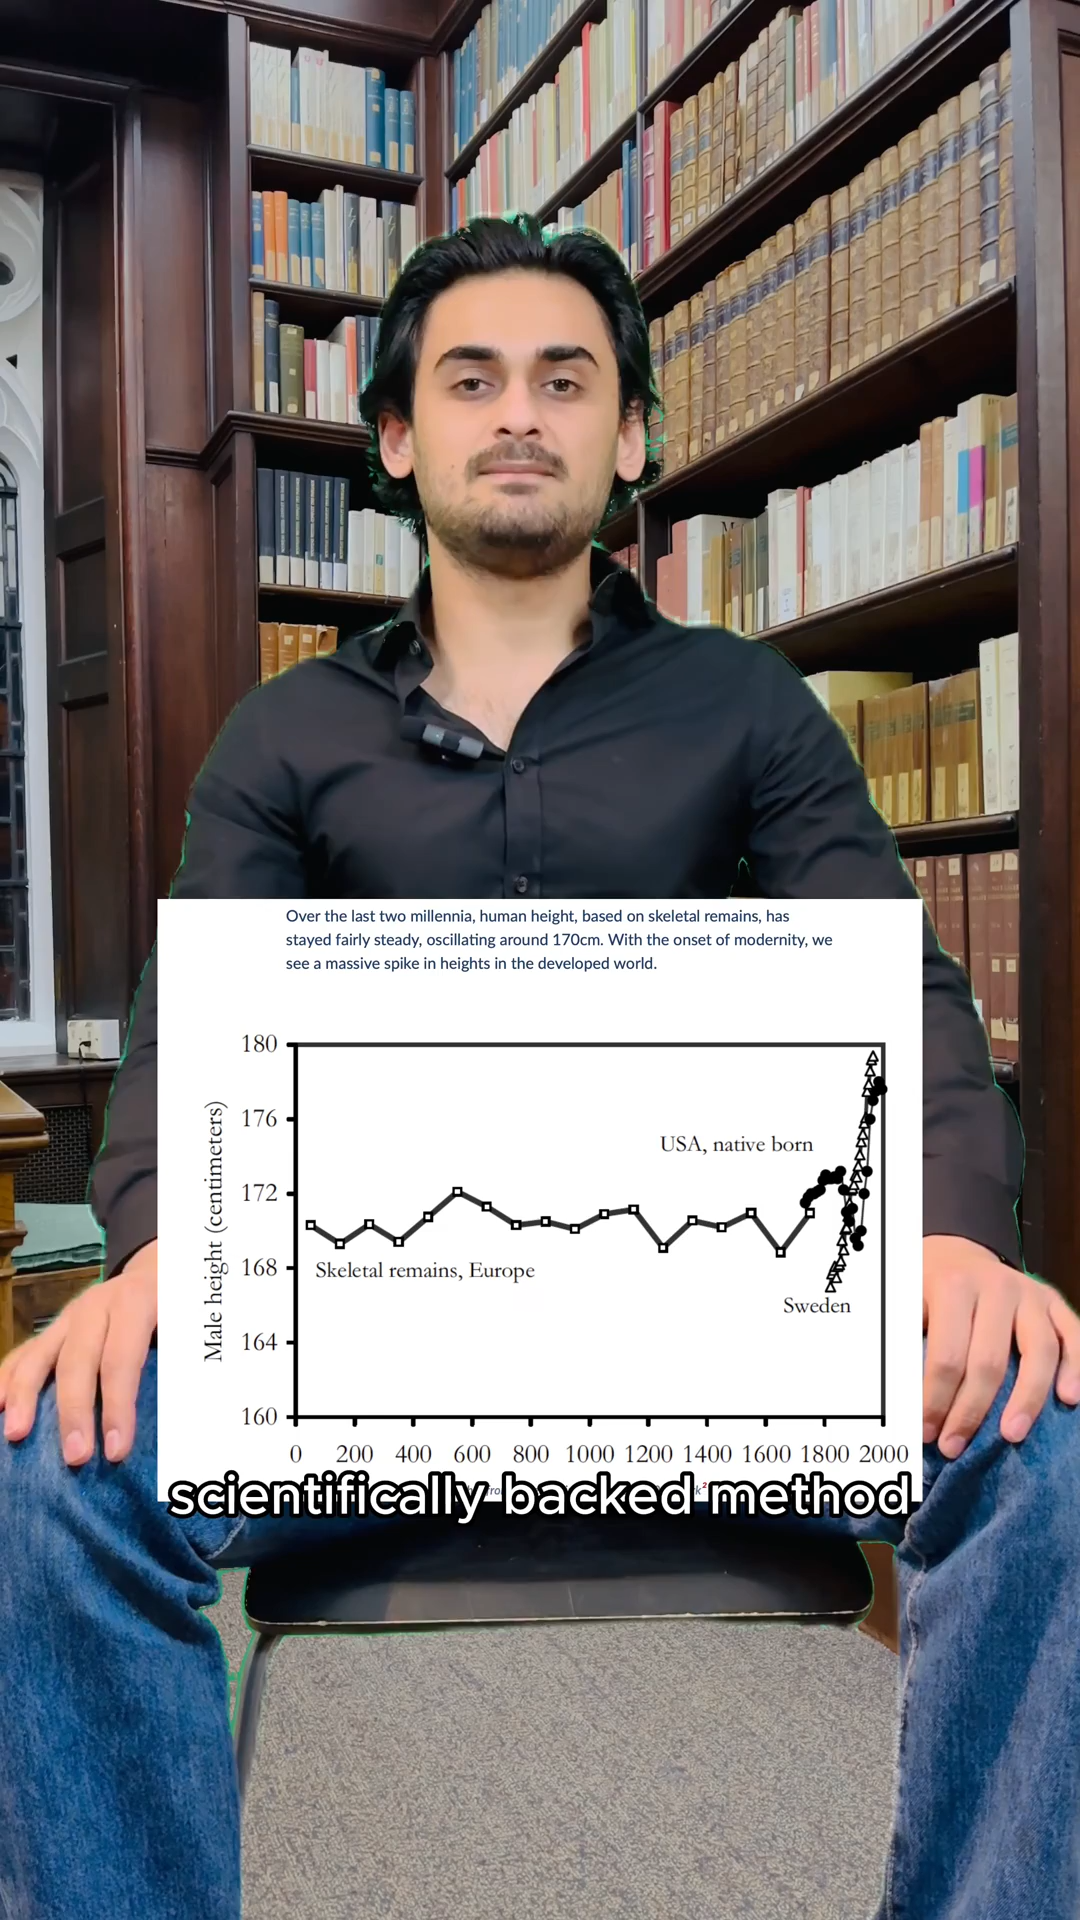 Over the last two millennia, human height, based on skeletal remains, has
stayed fairly steady, oscillating around 170cm. With the onset of modernity, we
see a massive spike in heights in the developed world.
180
176
172
168
164
160
Male height (centimeters)
USA, native born
Skeletal remains, Europe
Sweden
0 200 400 600 800 1000 1200 1400 1600 1800 2000
scientifically backed method